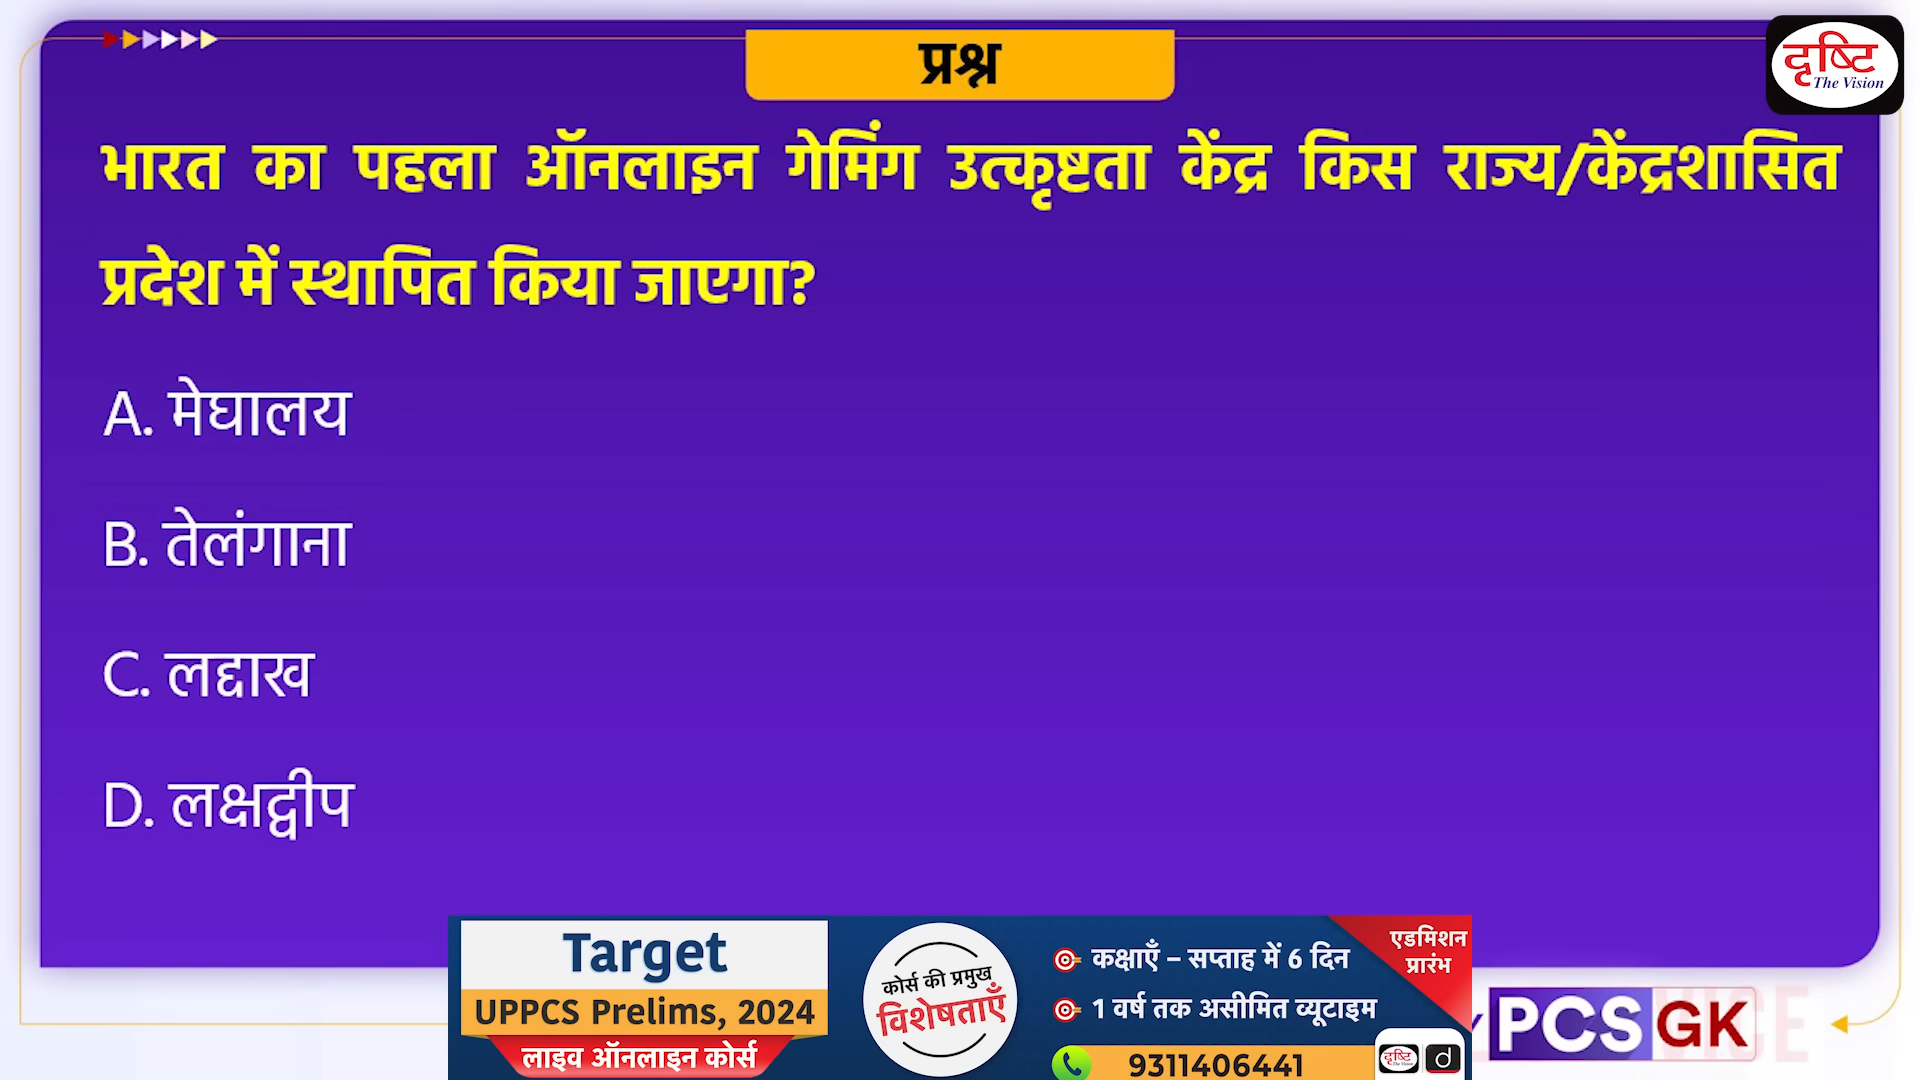 प्रश्न
दृष्टि
The Vision
भारत का पहला ऑनलाइन गेमिंग उत्कृष्टता केंद्र किस राज्य/केंद्रशासित
प्रदेश में स्थापित किया जाएगा?
A. मेघालय
B. तेलंगाना
C. लद्दाख
D. लक्षद्वीप
Target
UPPCS Prelims, 2024
लाइव ऑनलाइन कोर्स
कोर्स की प्रमुख
विशेषताएँ
कक्षाएँ – सप्ताह में 6 दिन
1 वर्ष तक असीमित व्यूटाइम
9311406441
एडमिशन
प्रारंभ
दृष्टि
The Vision
d
PCS GK